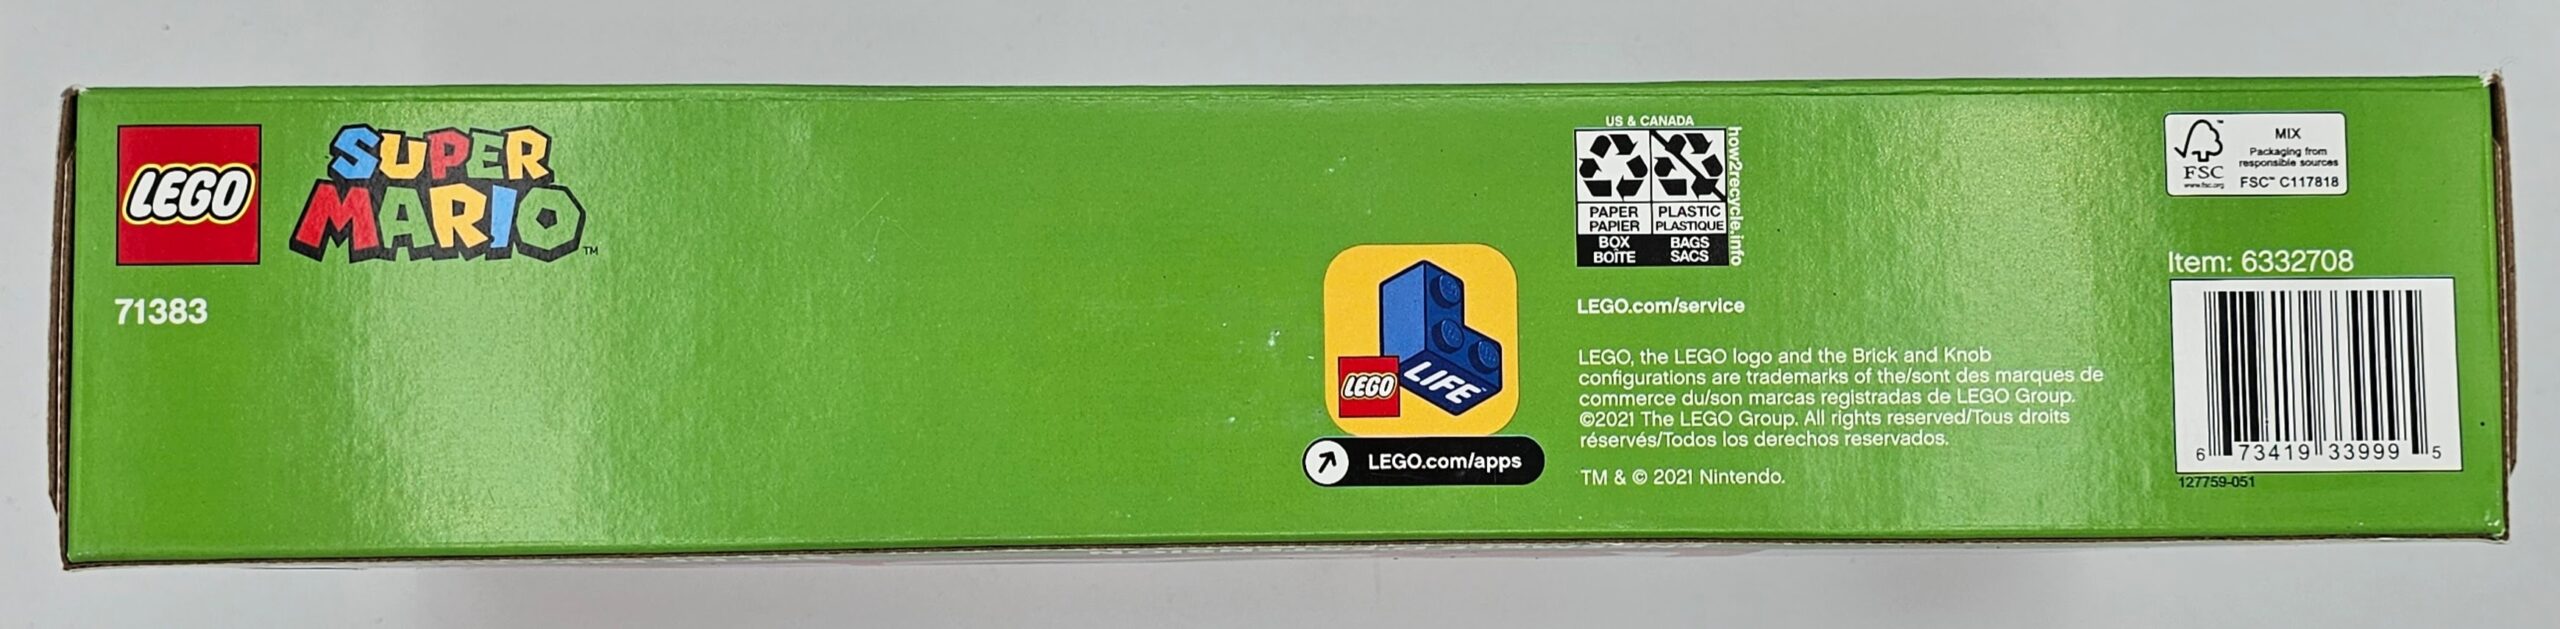 LEGO
SUPER
MARIO™
71383
LEGO
LIFE
LEGO.com/apps
US & CANADA
PAPER
PAPIER
BOX
BOÎTE
PLASTIC
PLASTIQUE
BAGS
SACS
how2recycle.info
LEGO.com/service
LEGO, the LEGO logo and the Brick and Knob
configurations are trademarks of the/sont des marques de
commerce du/son marcas registradas de LEGO Group.
©2021 The LEGO Group. All rights reserved/Tous droits
réservés/Todos los derechos reservados.
TM & © 2021 Nintendo.
FSC
www.fsc.org
MIX
Packaging from
responsible sources
FSC™ C117818
Item: 6332708
6 73419 33999 5
127759-051